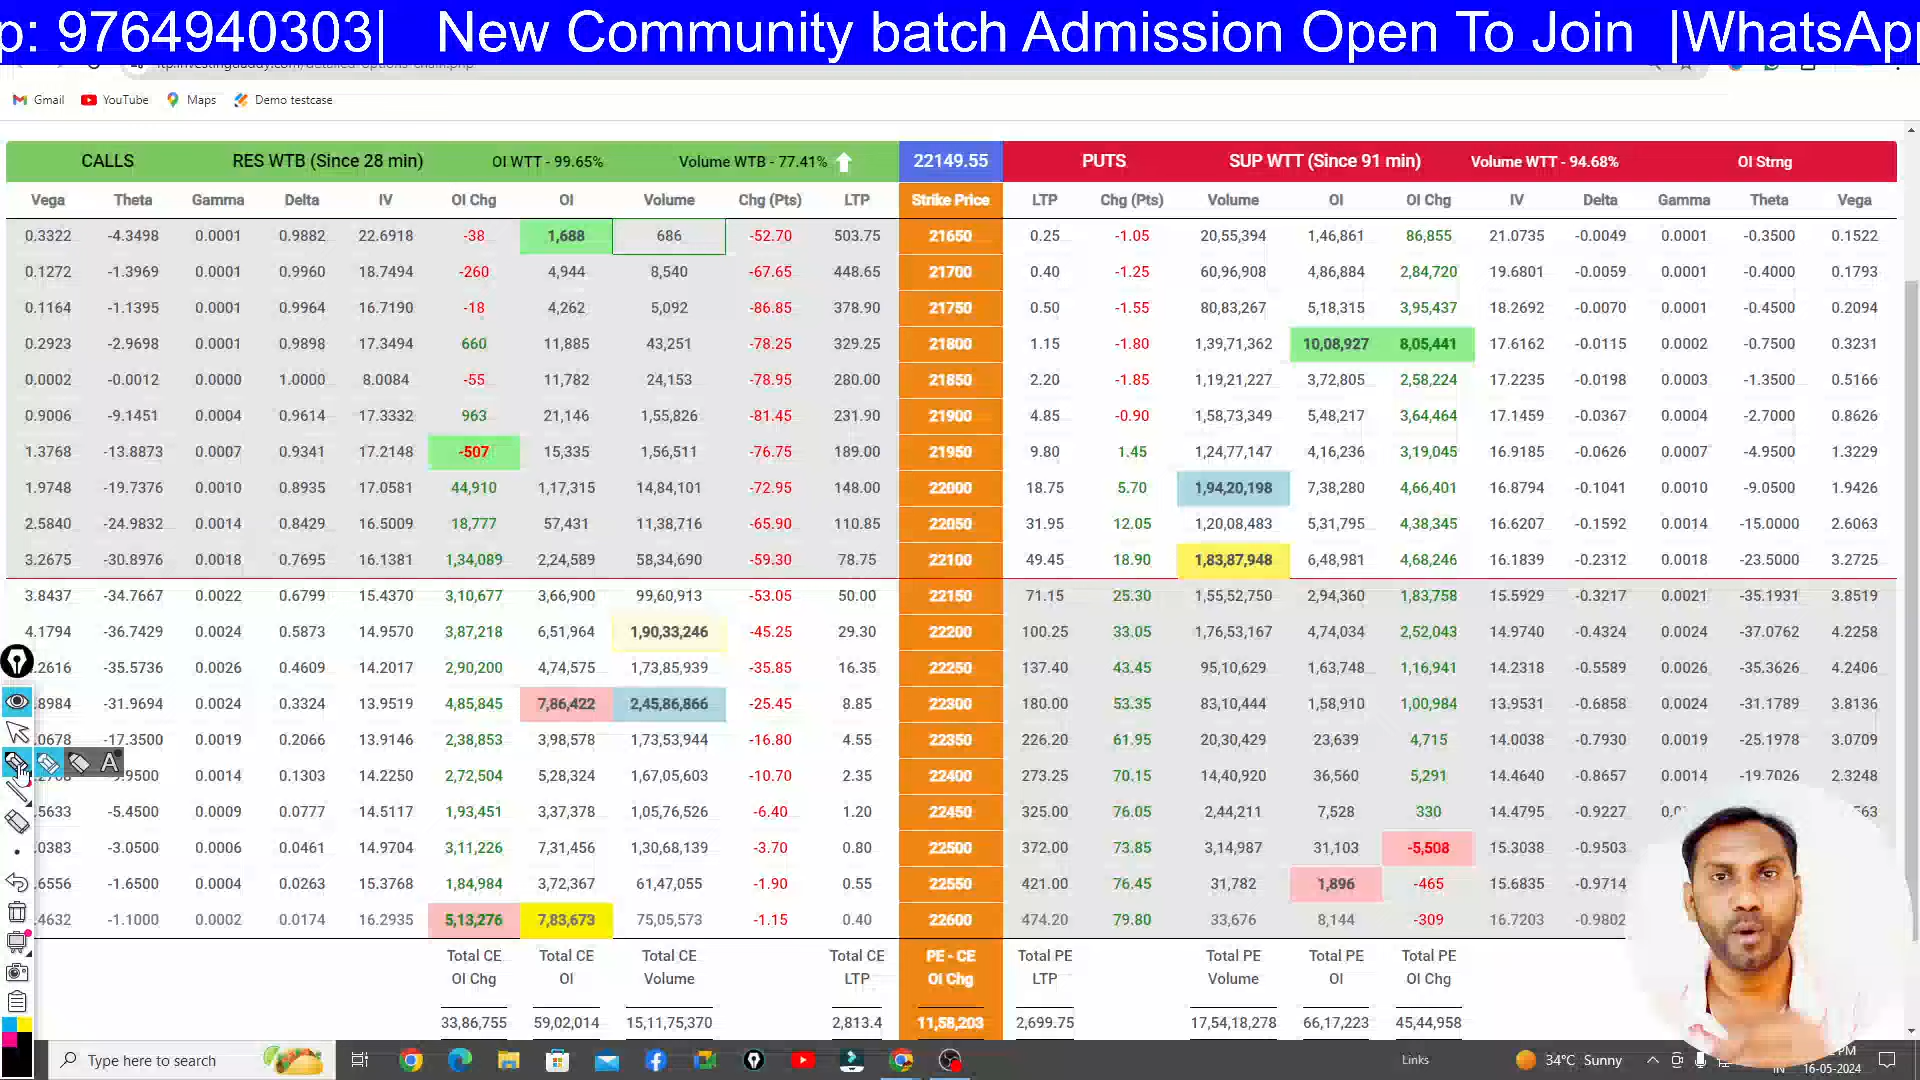 p: 9764940303| New Community batch Admission Open To Join |WhatsAp
Gmail YouTube Maps Demo testcase
CALLS RES WTB (Since 28 min) OI WTT - 99.65% Volume WTB - 77.41% 22149.55 PUTS SUP WTT (Since 91 min) Volume WTT - 94.68% OI Strng
Vega Theta Gamma Delta IV OI Chg OI Volume Chg (Pts) LTP Strike Price LTP Chg (Pts) Volume OI OI Chg IV Delta Gamma Theta Vega
0.3322 -4.3498 0.0001 0.9882 22.6918 -38 1,688 686 -52.70 503.75 21650 0.25 -1.05 20,55,394 1,46,861 86,855 21.0735 -0.0049 0.0001 -0.3500 0.1522
0.1272 -1.3969 0.0001 0.9960 18.7494 -260 4,944 8,540 -67.65 448.65 21700 0.40 -1.25 60,96,908 4,86,884 2,84,720 19.6801 -0.0059 0.0001 -0.4000 0.1793
0.1164 -1.1395 0.0001 0.9964 16.7190 -18 4,262 5,092 -86.85 378.90 21750 0.50 -1.55 80,83,267 5,18,315 3,95,437 18.2692 -0.0070 0.0001 -0.4500 0.2094
0.2923 -2.9698 0.0001 0.9898 17.3494 660 11,885 43,251 -78.25 329.25 21800 1.15 -1.80 1,39,71,362 10,08,927 8,05,441 17.6162 -0.0115 0.0002 -0.7500 0.3231
0.0002 -0.0012 0.0000 1.0000 8.0084 -55 11,782 24,153 -78.95 280.00 21850 2.20 -1.85 1,19,21,227 3,72,805 2,58,224 17.2235 -0.0198 0.0003 -1.3500 0.5166
0.9006 -9.1451 0.0004 0.9614 17.3332 963 21,146 1,55,826 -81.45 231.90 21900 4.85 -0.90 1,58,73,349 5,48,217 3,64,464 17.1459 -0.0367 0.0004 -2.7000 0.8626
1.3768 -13.8873 0.0007 0.9341 17.2148 -507 15,335 1,56,511 -76.75 189.00 21950 9.80 1.45 1,24,77,147 4,16,236 3,19,045 16.9185 -0.0626 0.0007 -4.9500 1.3229
1.9748 -19.7376 0.0010 0.8935 17.0581 44,910 1,17,315 14,84,101 -72.95 148.00 22000 18.75 5.70 1,94,20,198 7,38,280 4,66,401 16.8794 -0.1041 0.0010 -9.0500 1.9426
2.5840 -24.9832 0.0014 0.8429 16.5009 18,777 57,431 11,38,716 -65.90 110.85 22050 31.95 12.05 1,20,08,483 5,31,795 4,38,345 16.6207 -0.1592 0.0014 -15.0000 2.6063
3.2675 -30.8976 0.0018 0.7695 16.1381 1,34,089 2,24,589 58,34,690 -59.30 78.75 22100 49.45 18.90 1,83,87,948 6,48,981 4,68,246 16.1839 -0.2312 0.0018 -23.5000 3.2725
3.8437 -34.7667 0.0022 0.6799 15.4370 3,10,677 3,66,900 99,60,913 -53.05 50.00 22150 71.15 25.30 1,55,52,750 2,94,360 1,83,758 15.5929 -0.3217 0.0021 -35.1931 3.8519
4.1794 -36.7429 0.0024 0.5873 14.9570 3,87,218 6,51,964 1,90,33,246 -45.25 29.30 22200 100.25 33.05 1,76,53,167 4,74,034 2,52,043 14.9740 -0.4324 0.0024 -37.0762 4.2258
.2616 -35.5736 0.0026 0.4609 14.2017 2,90,200 4,74,575 1,73,85,939 -35.85 16.35 22250 137.40 43.45 95,10,629 1,63,748 1,16,941 14.2318 -0.5589 0.0026 -35.3626 4.2406
.8984 -31.9694 0.0024 0.3324 13.9519 4,85,845 7,86,422 2,45,86,866 -25.45 8.85 22300 180.00 53.35 83,10,444 1,58,910 1,00,984 13.9531 -0.6858 0.0024 -31.1789 3.8136
.0678 -17.3500 0.0019 0.2066 13.9146 2,38,853 3,98,578 1,73,53,944 -16.80 4.55 22350 226.20 61.95 20,30,429 23,639 4,715 14.0038 -0.7930 0.0019 -25.1978 3.0709
.9500 0.0014 0.1303 14.2250 2,72,504 5,28,324 1,67,05,603 -10.70 2.35 22400 273.25 70.15 14,40,920 36,560 5,291 14.4640 -0.8657 0.0014 -19.7026 2.3248
.5633 -5.4500 0.0009 0.0777 14.5117 1,93,451 3,37,378 1,05,76,526 -6.40 1.20 22450 325.00 76.05 2,44,211 7,528 330 14.4795 -0.9227
.0383 -3.0500 0.0006 0.0461 14.9704 3,11,226 7,31,456 1,30,68,139 -3.70 0.80 22500 372.00 73.85 3,14,987 31,103 -5,508 15.3038 -0.9503
.6556 -1.6500 0.0004 0.0263 15.3768 1,84,984 3,72,367 61,47,055 -1.90 0.55 22550 421.00 76.45 31,782 1,896 -465 15.6835 -0.9714
.4632 -1.1000 0.0002 0.0174 16.2935 5,13,276 7,83,673 75,05,573 -1.15 0.40 22600 474.20 79.80 33,676 8,144 -309 16.7203 -0.9802
Total CE Total CE Total CE Total CE PE - CE Total PE Total PE Total PE Total PE
OI Chg OI Volume LTP OI Chg LTP Volume OI OI Chg
33,86,755 59,02,014 15,11,75,370 2,813.4 11,58,203 2,699.75 17,54,18,278 66,17,223 45,44,958
Type here to search Links 34°C Sunny PM
IN 16-05-2024